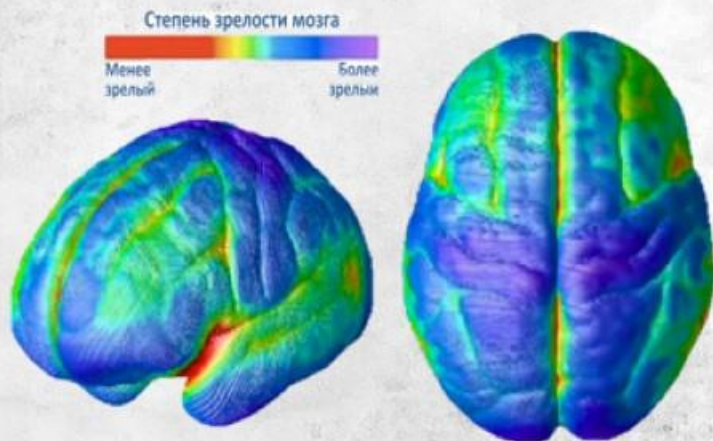 Степень зрелости мозга
Менее Более
зрелый зрелый